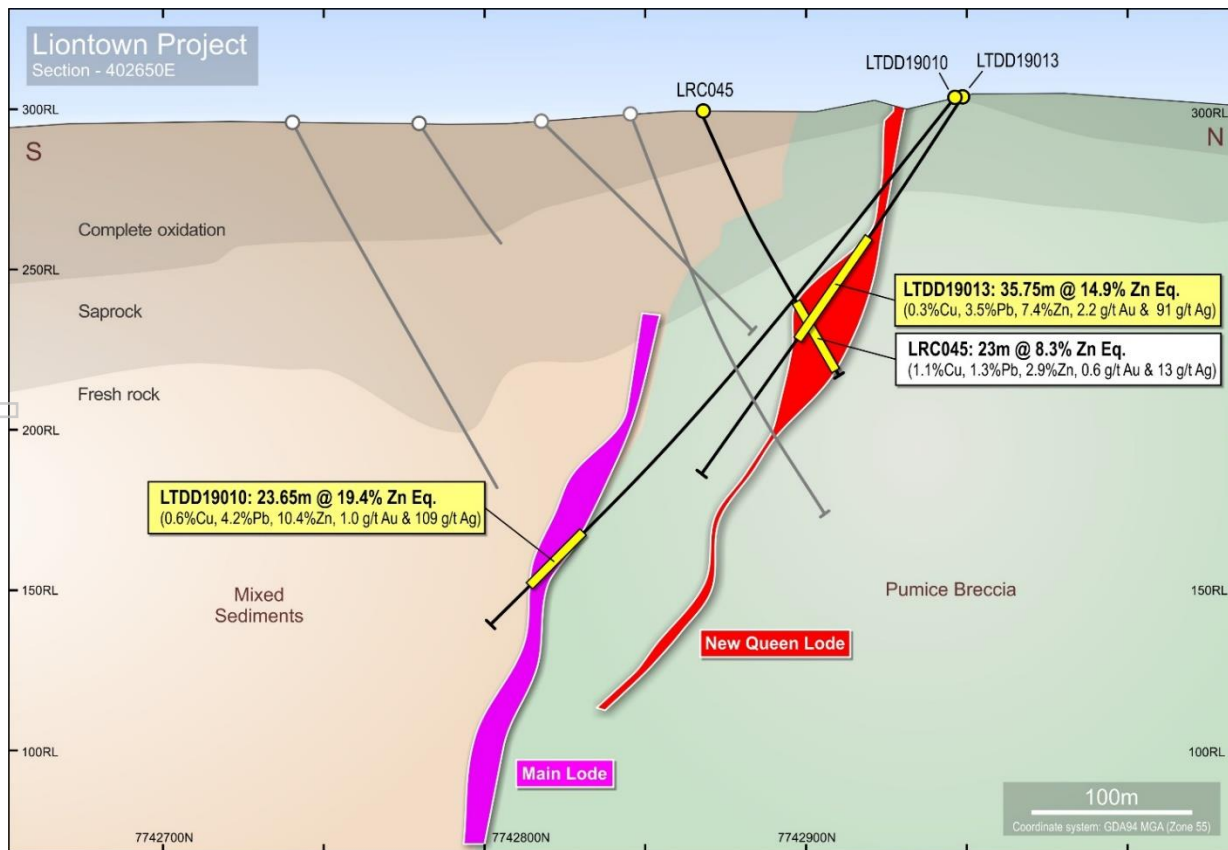 Liontown Project
Section - 402650E
LTDD19010
LTDD19013
LRC045
300RL
300RL
S
N
Complete oxidation
250RL
250RL
LTDD19013: 35.75m @ 14.9% Zn Eq.
(0.3%Cu, 3.5%Pb, 7.4%Zn, 2.2 g/t Au & 91 g/t Ag)
Saprock
LRC045: 23m @ 8.3% Zn Eq.
(1.1%Cu, 1.3%Pb, 2.9%Zn, 0.6 g/t Au & 13 g/t Ag)
Fresh rock
200RL
200RL
LTDD19010: 23.65m @ 19.4% Zn Eq.
(0.6%Cu, 4.2%Pb, 10.4%Zn, 1.0 g/t Au & 109 g/t Ag)
150RL
150RL
Mixed
Sediments
Pumice Breccia
New Queen Lode
100RL
100RL
Main Lode
100m
Coordinate system: GDA94 MGA (Zone 55)
7742700N
7742800N
7742900N